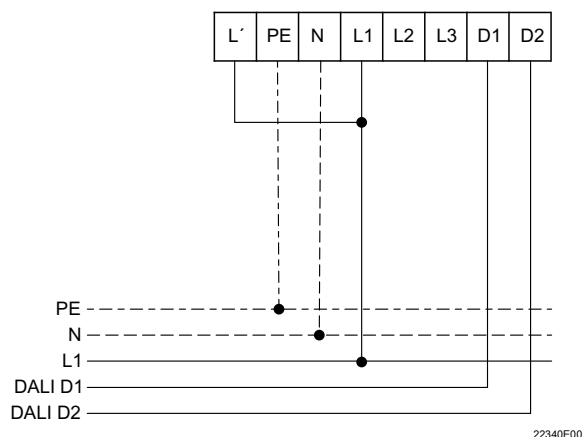 L´ PE N L1 L2 L3 D1 D2
PE
N
L1
DALI D1
DALI D2
22340E00